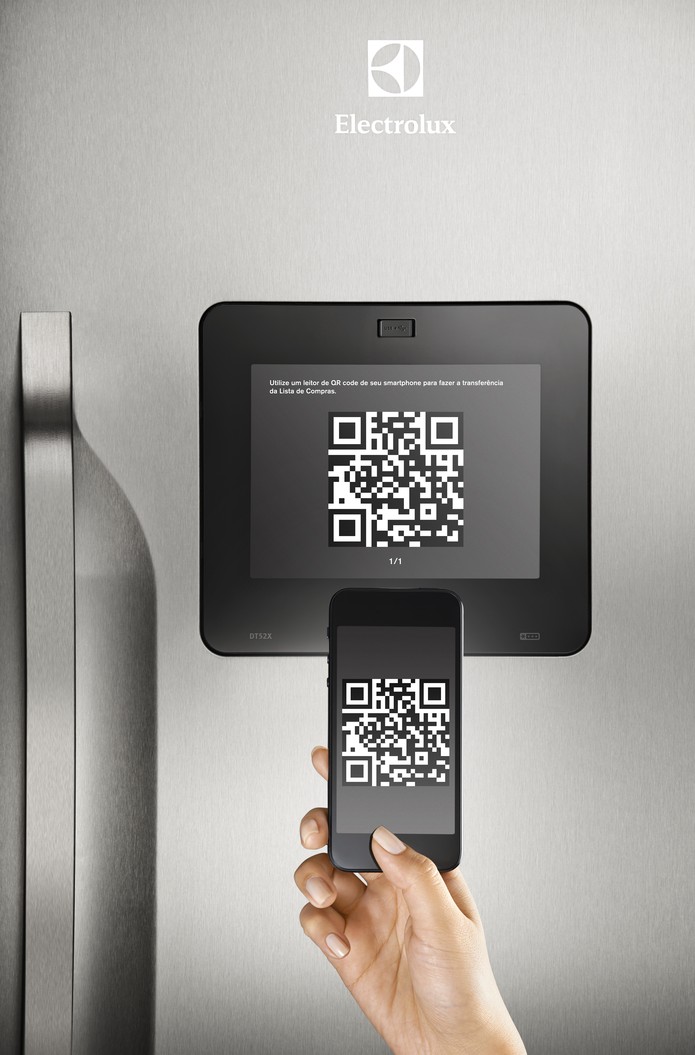 Electrolux
Utilize um leitor de QR code de seu smartphone para fazer a transferência
da Lista de Compras.
1/1
DT52X